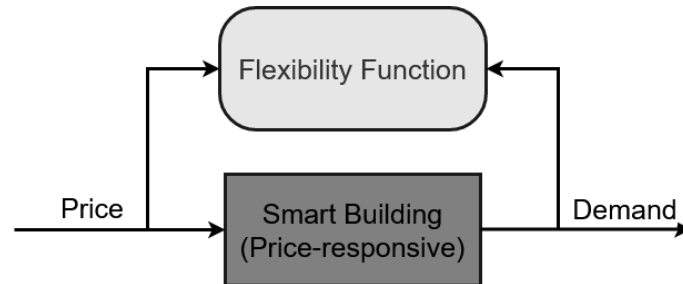 Flexibility Function
Price
Smart Building
(Price-responsive)
Demand